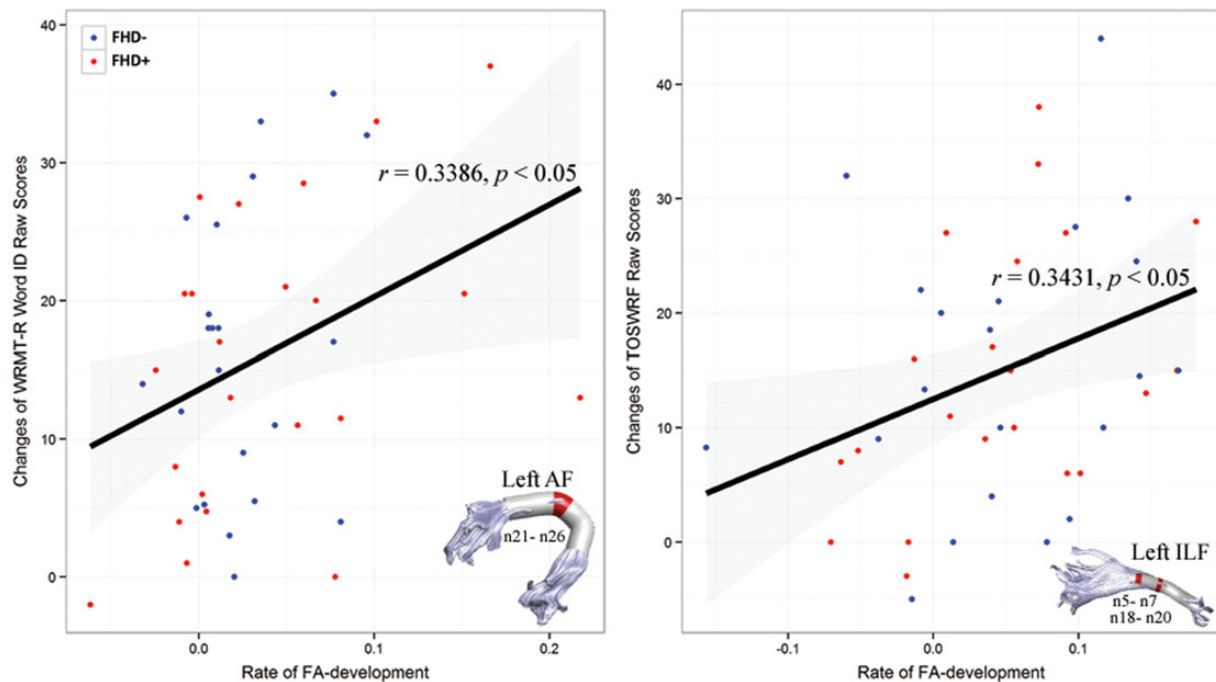 40
30
20
10
0
Changes of WRMT-R Word ID Raw Scores
FHD-
FHD+
r = 0.3386, p < 0.05
Left AF
n21- n26
0.0
0.1
0.2
Rate of FA-development
40
30
20
10
0
Changes of TOSWRF Raw Scores
r = 0.3431, p < 0.05
Left ILF
n5- n7
n18- n20
-0.1
0.0
0.1
Rate of FA-development